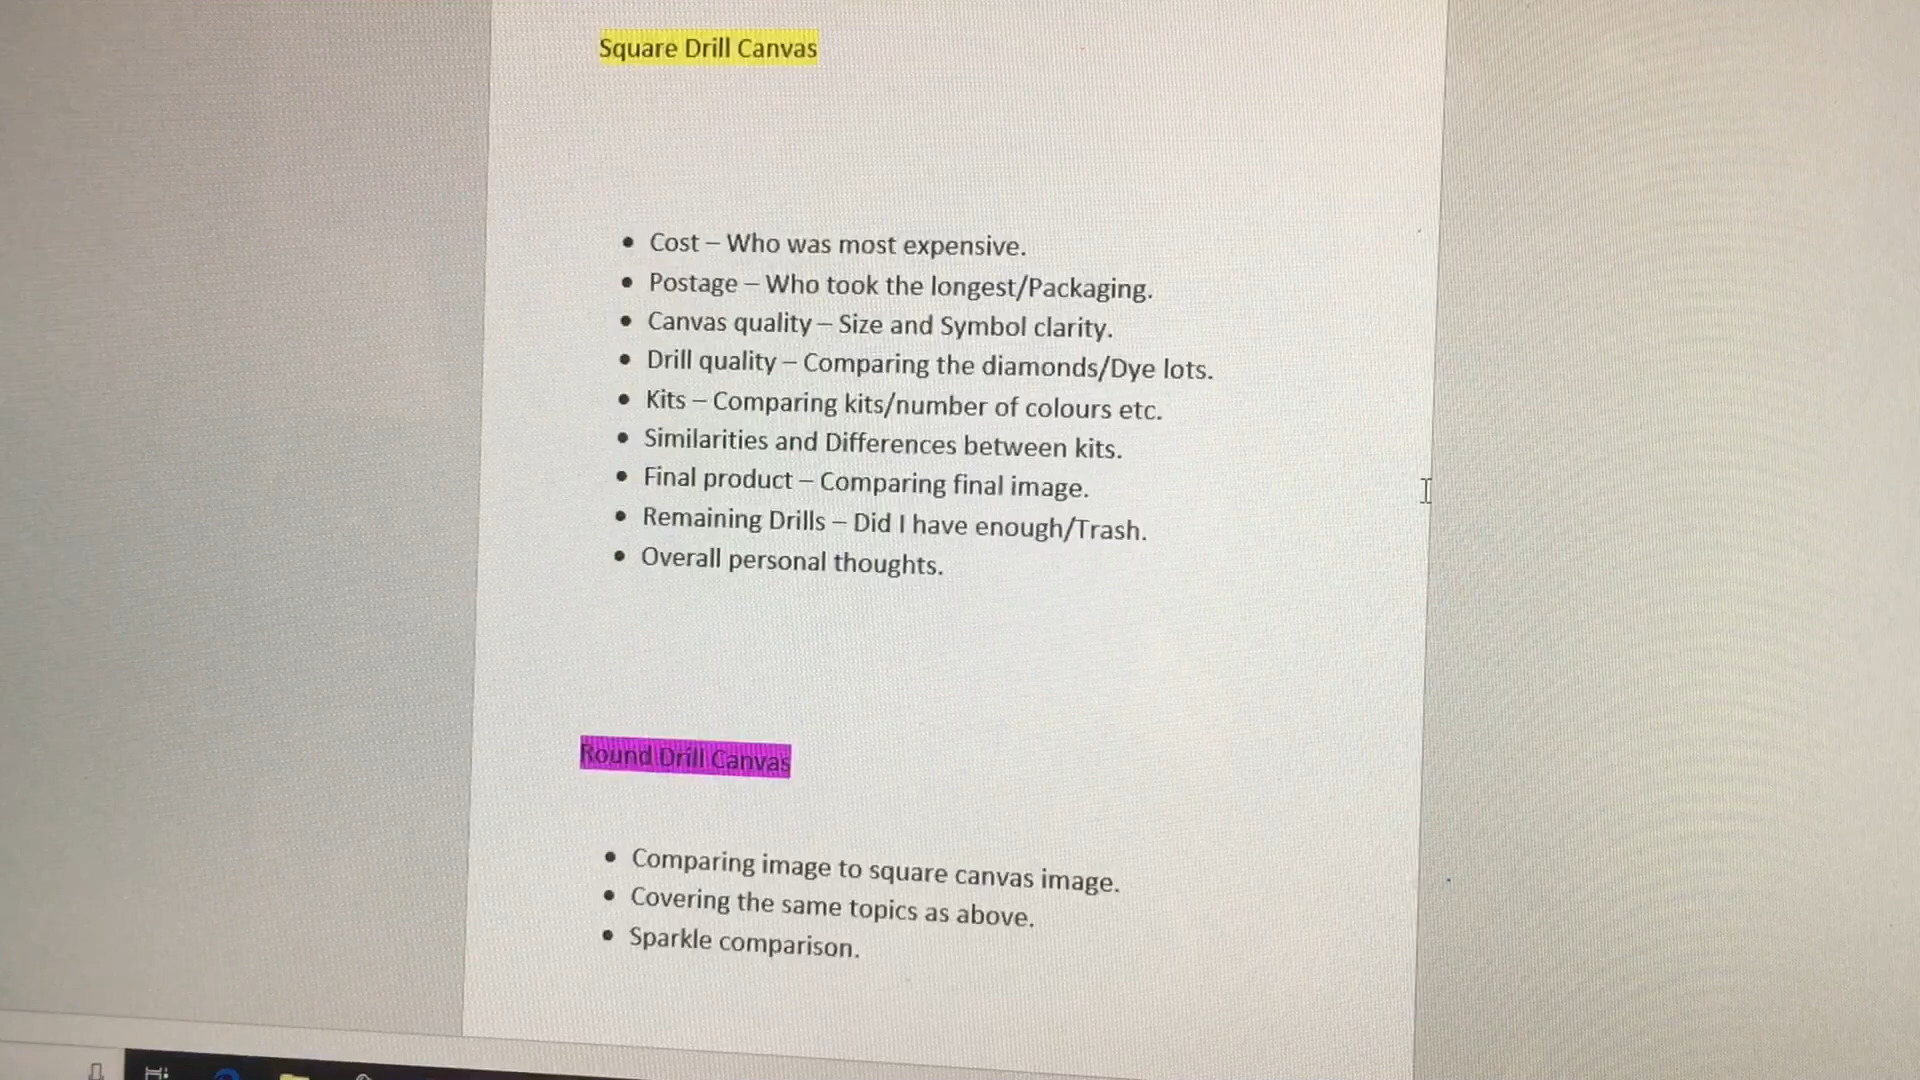 Square Drill Canvas
• Cost – Who was most expensive.
• Postage – Who took the longest/Packaging.
• Canvas quality – Size and Symbol clarity.
• Drill quality – Comparing the diamonds/Dye lots.
• Kits – Comparing kits/number of colours etc.
• Similarities and Differences between kits.
• Final product – Comparing final image.
• Remaining Drills – Did I have enough/Trash.
• Overall personal thoughts.
Round Drill Canvas
• Comparing image to square canvas image.
• Covering the same topics as above.
• Sparkle comparison.